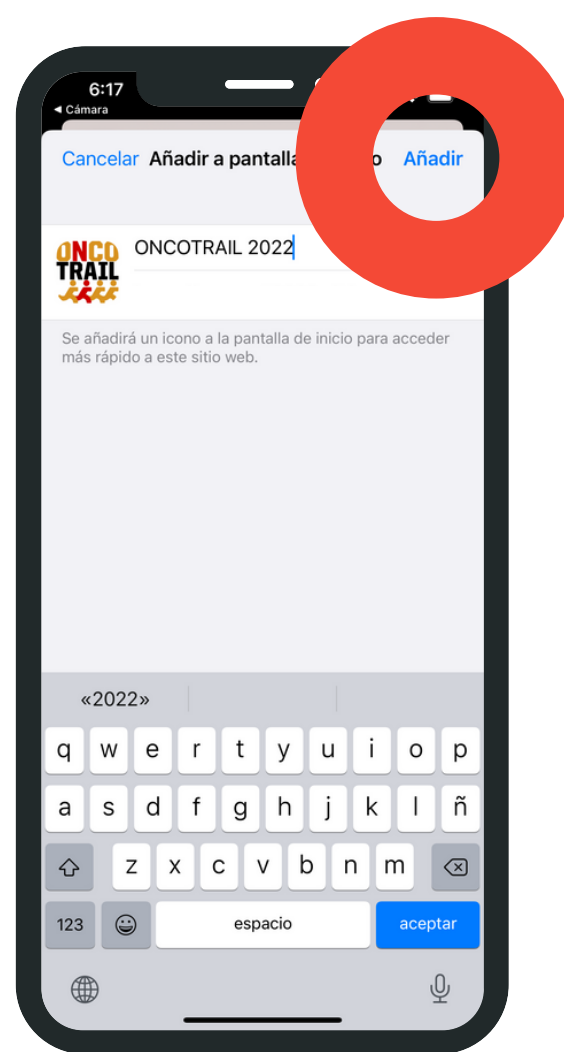 6:17
◀ Cámara
Cancelar Añadir a pantalla o Añadir
ONCO
TRAIL
ONCOTRAIL 2022
Se añadirá un icono a la pantalla de inicio para acceder
más rápido a este sitio web.
«2022»
q w e r t y u i o p
a s d f g h j k l ñ
z x c v b n m
123 espacio aceptar